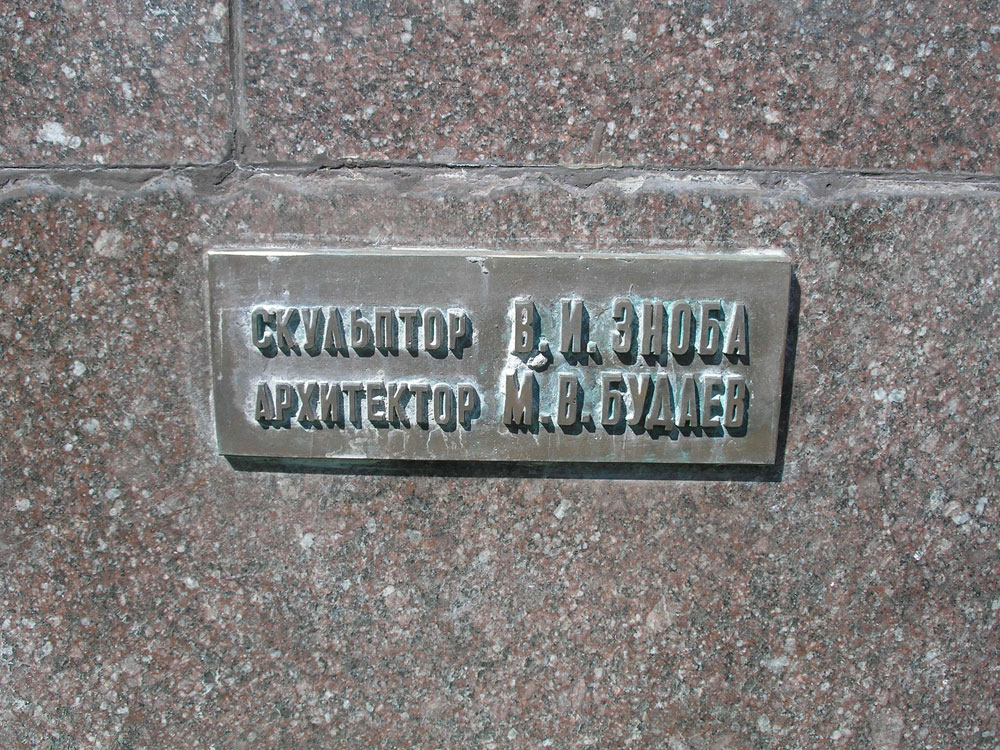 СКУЛЬПТОР В. И. ЗНОБА
АРХИТЕКТОР М. В. БУДАЕВ